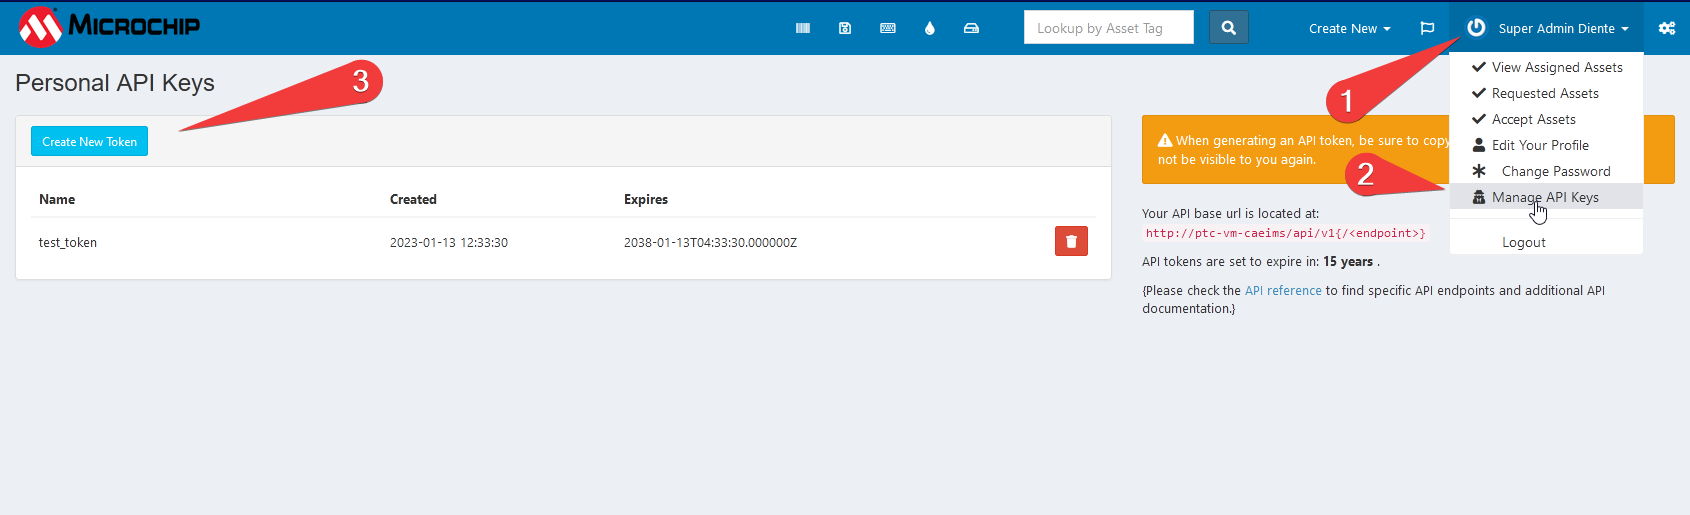 MICROCHIP
Lookup by Asset Tag
Create New
Super Admin Diente
Personal API Keys
3
1
View Assigned Assets
Requested Assets
Accept Assets
Edit Your Profile
Change Password
Manage API Keys
Logout
2
Create New Token
Name Created Expires
test_token 2023-01-13 12:33:30 2038-01-13T04:33:30.000000Z
When generating an API token, be sure to copy
not be visible to you again.
Your API base url is located at:
http://ptc-vm-caeims/api/v1{/<endpoint>}
API tokens are set to expire in: 15 years .
{Please check the API reference to find specific API endpoints and additional API
documentation.}